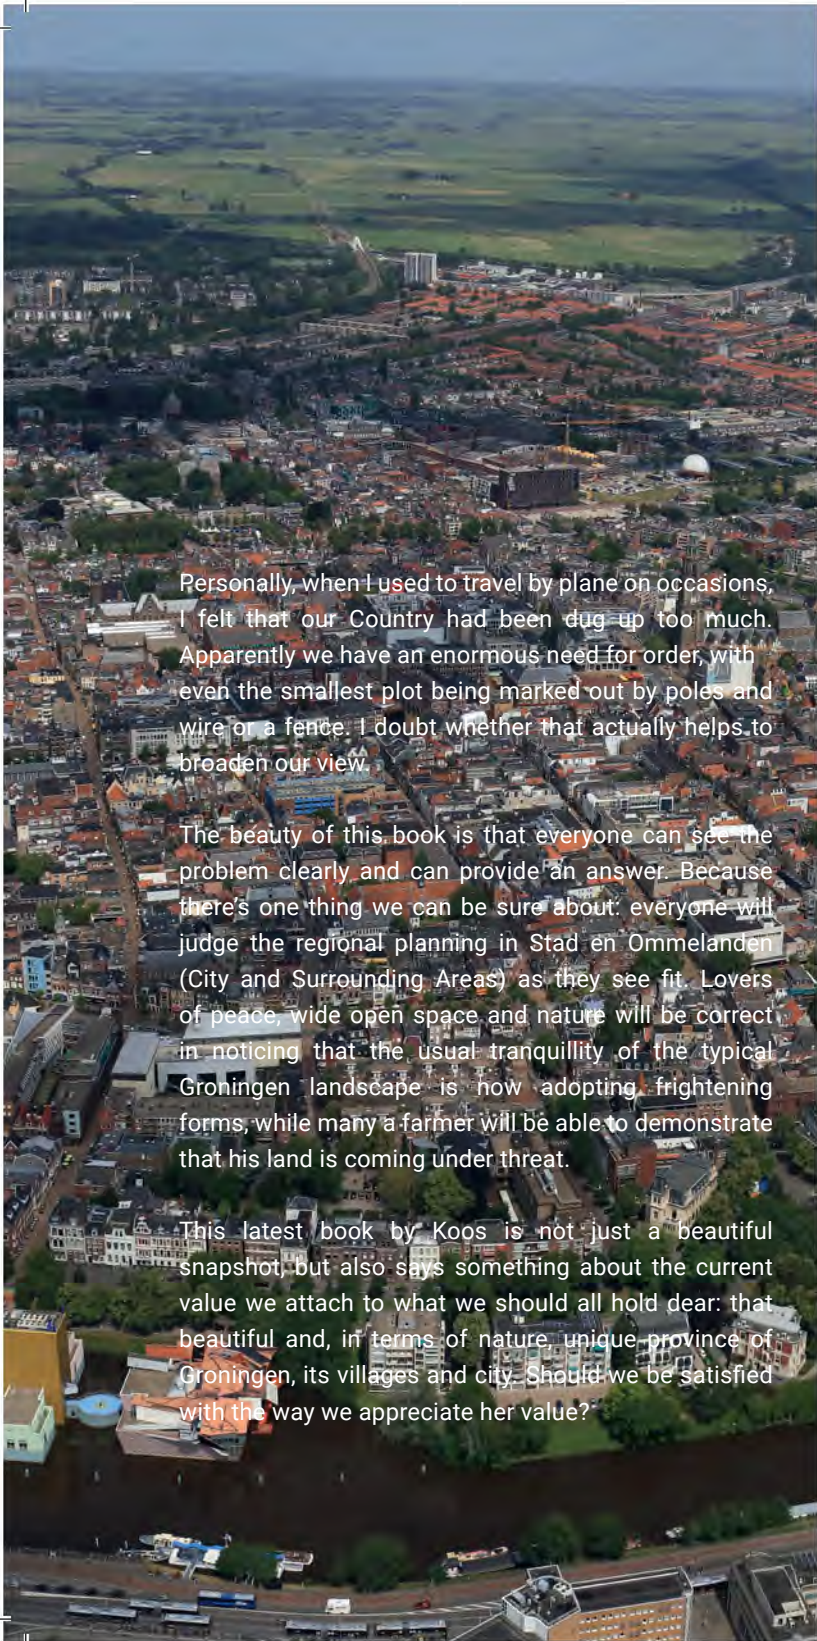 Personally, when I used to travel by plane on occasions,
I felt that our Country had been dug up too much.
Apparently we have an enormous need for order, with
even the smallest plot being marked out by poles and
wire or a fence. I doubt whether that actually helps to
broaden our view.
The beauty of this book is that everyone can see the
problem clearly and can provide an answer. Because
there's one thing we can be sure about: everyone will
judge the regional planning in Stad en Ommelanden
(City and Surrounding Areas) as they see fit. Lovers
of peace, wide open space and nature will be correct
in noticing that the usual tranquillity of the typical
Groningen landscape is now adopting frightening
forms, while many a farmer will be able to demonstrate
that his land is coming under threat.
This latest book by Koos is not just a beautiful
snapshot, but also says something about the current
value we attach to what we should all hold dear: that
beautiful and, in terms of nature, unique province of
Groningen, its villages and city. Should we be satisfied
with the way we appreciate her value?